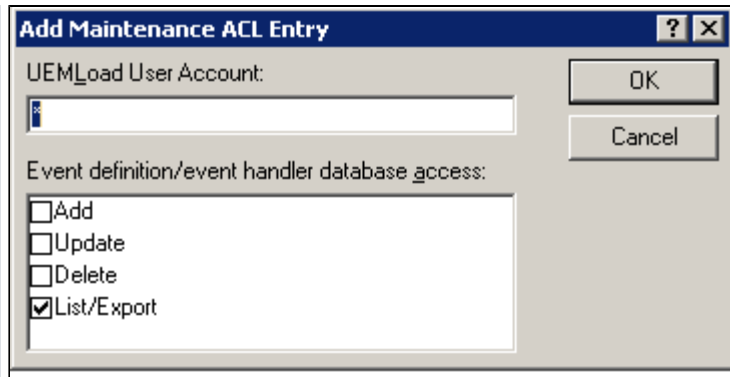 Add Maintenance ACL Entry
UEMLoad User Account:
OK
*
Cancel
Event definition/event handler database access:
Add
Update
Delete
List/Export